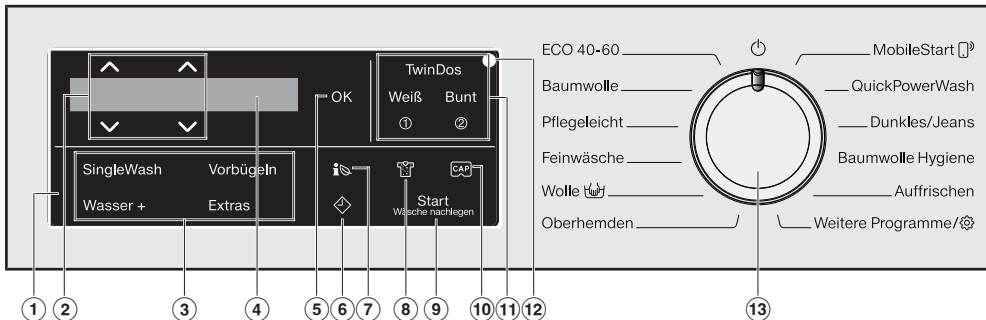 TwinDos
OK
Weiß Bunt
① ②
SingleWash Vorbügeln
Wasser + Extras
CAP
Start
Wäsche nachlegen
ECO 40-60
Baumwolle
Pflegeleicht
Feinwäsche
Wolle
Oberhemden
MobileStart
QuickPowerWash
Dunkles/Jeans
Baumwolle Hygiene
Auffrischen
Weitere Programme/
① ② ③ ④ ⑤ ⑥ ⑦ ⑧ ⑨ ⑩ ⑪ ⑫ ⑬